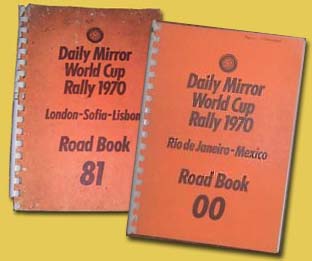 Daily Mirror
World Cup
Rally 1970
London-Sofia-Lisbon
Road Book
81
Daily Mirror
World Cup
Rally 1970
Rio de Janeiro-Mexico
Road Book
00